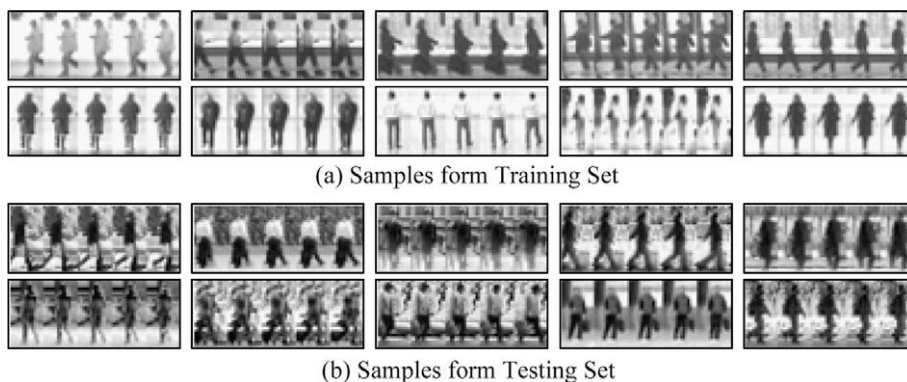 (a) Samples form Training Set
(b) Samples form Testing Set